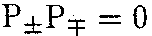 P±P∓ = 0